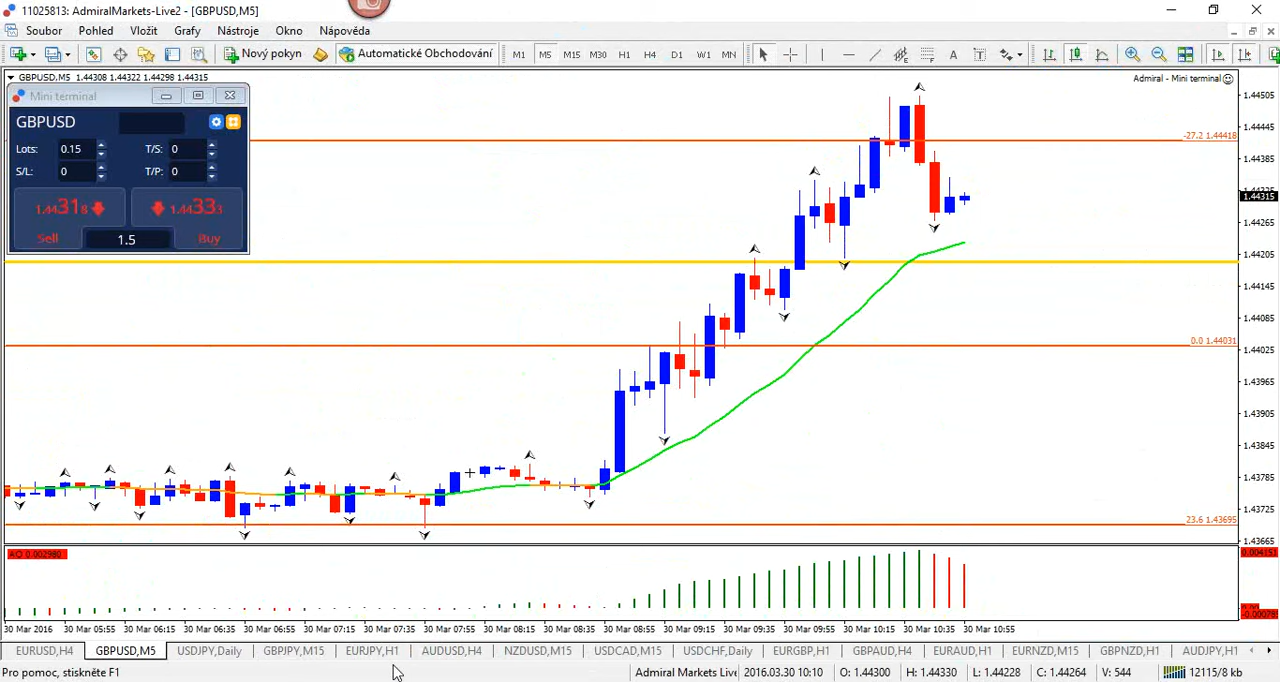 11025813: AdmiralMarkets-Live2 - [GBPUSD,M5]
Soubor Pohled Vložit Grafy Nástroje Okno Nápověda
Nový pokyn Automatické Obchodování M1 M5 M15 M30 H1 H4 D1 W1 MN A T
GBPUSD,M5 1.44308 1.44322 1.44298 1.44315
Admiral - Mini terminal
Mini terminal
GBPUSD
Lots: 0.15 T/S: 0
S/L: 0 T/P: 0
1.44318 1.44333
Sell 1.5 Buy
1.44505
1.44445
-27.2 1.44418
1.44385
1.44315
1.44265
1.44205
1.44145
1.44085
0.0 1.44031
1.44025
1.43965
1.43905
1.43845
1.43785
1.43725
23.6 1.43695
1.43665
AO 0.002980
0.004151
0.00
30 Mar 2016 30 Mar 05:55 30 Mar 06:15 30 Mar 06:35 30 Mar 06:55 30 Mar 07:15 30 Mar 07:35 30 Mar 07:55 30 Mar 08:15 30 Mar 08:35 30 Mar 08:55 30 Mar 09:15 30 Mar 09:35 30 Mar 09:55 30 Mar 10:15 30 Mar 10:35 30 Mar 10:55
EURUSD,H4 GBPUSD,M5 USDJPY,Daily GBPJPY,M15 EURJPY,H1 AUDUSD,H4 NZDUSD,M15 USDCAD,M15 USDCHF,Daily EURGBP,H1 GBPAUD,H4 EURAUD,H1 EURNZD,M15 GBPNZD,H1 AUDJPY,H1
Pro pomoc, stiskněte F1 Admiral Markets Live 2016.03.30 10:10 O: 1.44300 H: 1.44330 L: 1.44228 C: 1.44264 V: 544 12115/8 kb